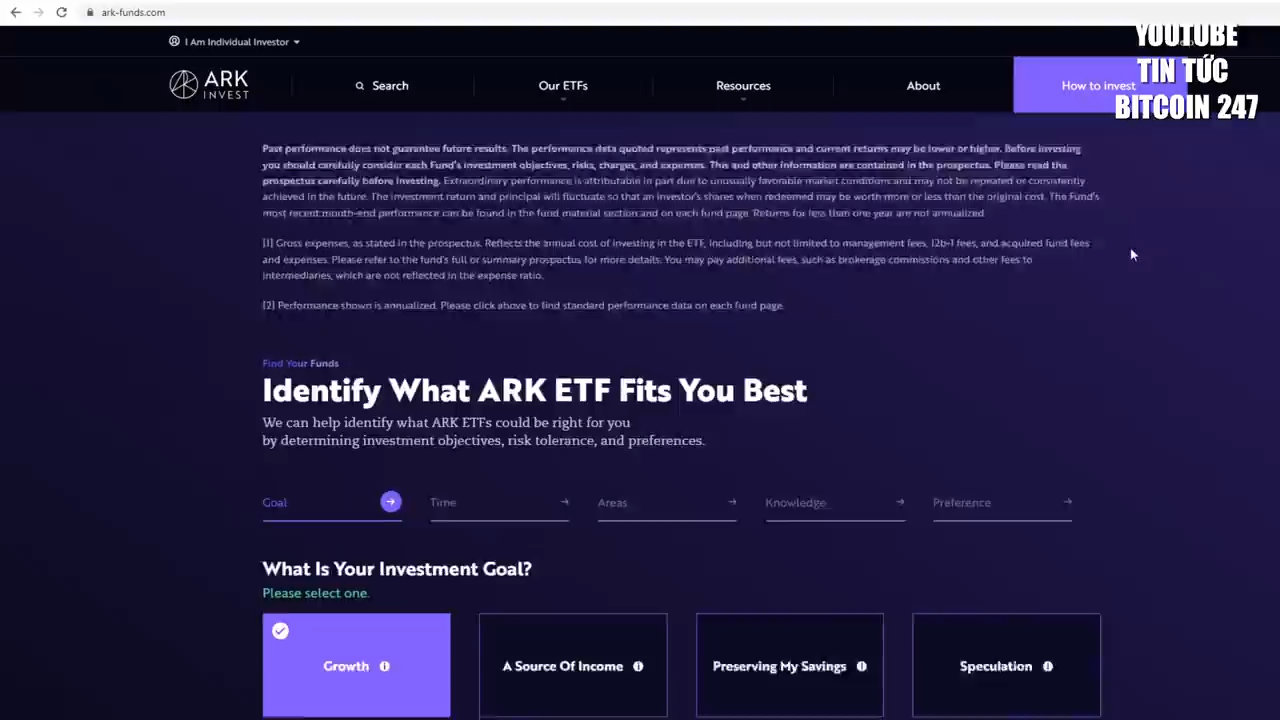 ark-funds.com
I Am Individual Investor
YOUTUBE
TIN TỨC
BITCOIN 247
ARK
INVEST
Search
Our ETFs
Resources
About
How to invest
Past performance does not guarantee future results. The performance data quoted represents past performance and current returns may be lower or higher. Before investing
you should carefully consider each Fund's investment objectives, risks, charges, and expenses. This and other information are contained in the prospectus. Please read the
prospectus carefully before investing. Extraordinary performance is attributable in part due to unusually favorable market conditions and may not be repeated or consistently
achieved in the future. The investment return and principal will fluctuate so that an investor's shares when redeemed may be worth more or less than the original cost. The Fund's
most recent month-end performance can be found in the fund material section and on each fund page. Returns for less than one year are not annualized.
[1] Gross expenses, as stated in the prospectus. Reflects the annual cost of investing in the ETF, including but not limited to management fees, 12b-1 fees, and acquired fund fees
and expenses. Please refer to the fund's full or summary prospectus for more details. You may pay additional fees, such as brokerage commissions and other fees to
intermediaries, which are not reflected in the expense ratio.
[2] Performance shown is annualized. Please click above to find standard performance data on each fund page.
Find Your Funds
Identify What ARK ETF Fits You Best
We can help identify what ARK ETFs could be right for you
by determining investment objectives, risk tolerance, and preferences.
Goal
Time
Areas
Knowledge
Preference
What Is Your Investment Goal?
Please select one.
Growth
A Source Of Income
Preserving My Savings
Speculation